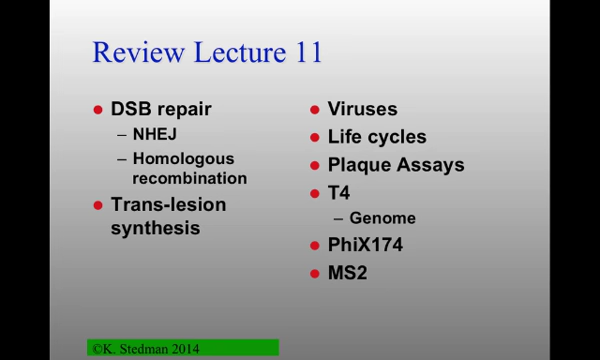 Review Lecture 11
DSB repair
– NHEJ
– Homologous
recombination
Trans-lesion
synthesis
Viruses
Life cycles
Plaque Assays
T4
– Genome
PhiX174
MS2
©K. Stedman 2014